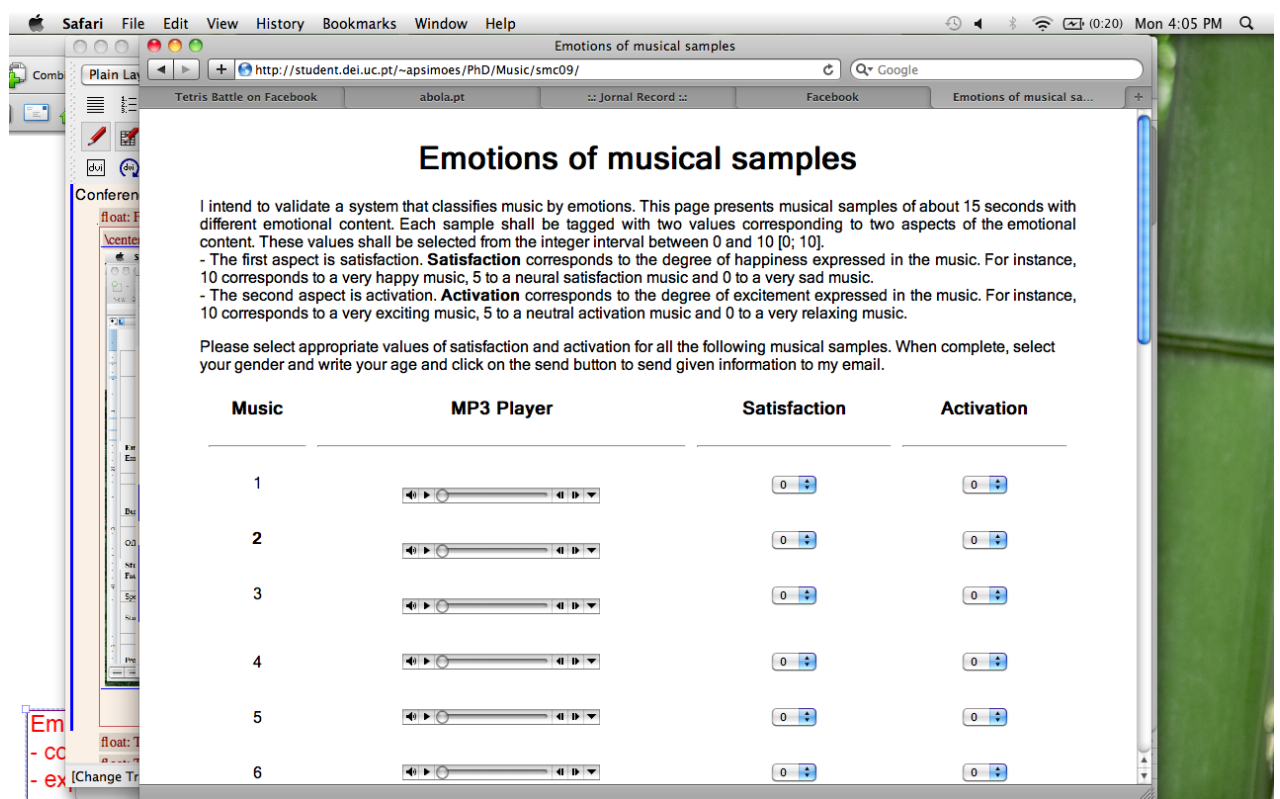 Safari File Edit View History Bookmarks Window Help (0:20) Mon 4:05 PM
Emotions of musical samples
Combi Plain La http://student.dei.uc.pt/~apsimoes/PhD/Music/smc09/ Google
Tetris Battle on Facebook abola.pt ::: Jornal Record ::: Facebook Emotions of musical sa...
dvi
Emotions of musical samples
Conferen
float: F
\cente
I intend to validate a system that classifies music by emotions. This page presents musical samples of about 15 seconds with
different emotional content. Each sample shall be tagged with two values corresponding to two aspects of the emotional
content. These values shall be selected from the integer interval between 0 and 10 [0; 10].
- The first aspect is satisfaction. Satisfaction corresponds to the degree of happiness expressed in the music. For instance,
10 corresponds to a very happy music, 5 to a neural satisfaction music and 0 to a very sad music.
- The second aspect is activation. Activation corresponds to the degree of excitement expressed in the music. For instance,
10 corresponds to a very exciting music, 5 to a neutral activation music and 0 to a very relaxing music.
Please select appropriate values of satisfaction and activation for all the following musical samples. When complete, select
your gender and write your age and click on the send button to send given information to my email.
Music MP3 Player Satisfaction Activation
1 0 0
2 0 0
3 0 0
4 0 0
5 0 0
6 0 0
Em
- co
- ex
float: T
[Change Tr